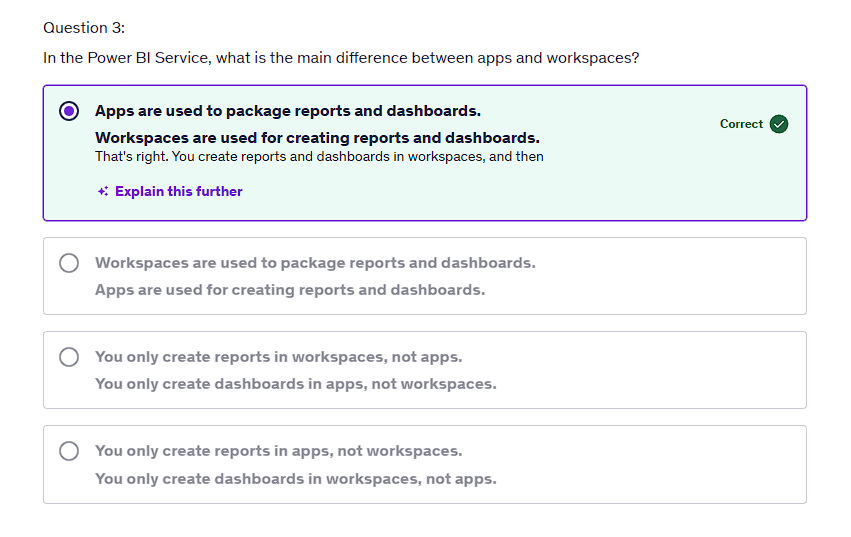 Question 3:
In the Power BI Service, what is the main difference between apps and workspaces?
Apps are used to package reports and dashboards.
Workspaces are used for creating reports and dashboards.
Correct
That's right. You create reports and dashboards in workspaces, and then
Explain this further
Workspaces are used to package reports and dashboards.
Apps are used for creating reports and dashboards.
You only create reports in workspaces, not apps.
You only create dashboards in apps, not workspaces.
You only create reports in apps, not workspaces.
You only create dashboards in workspaces, not apps.